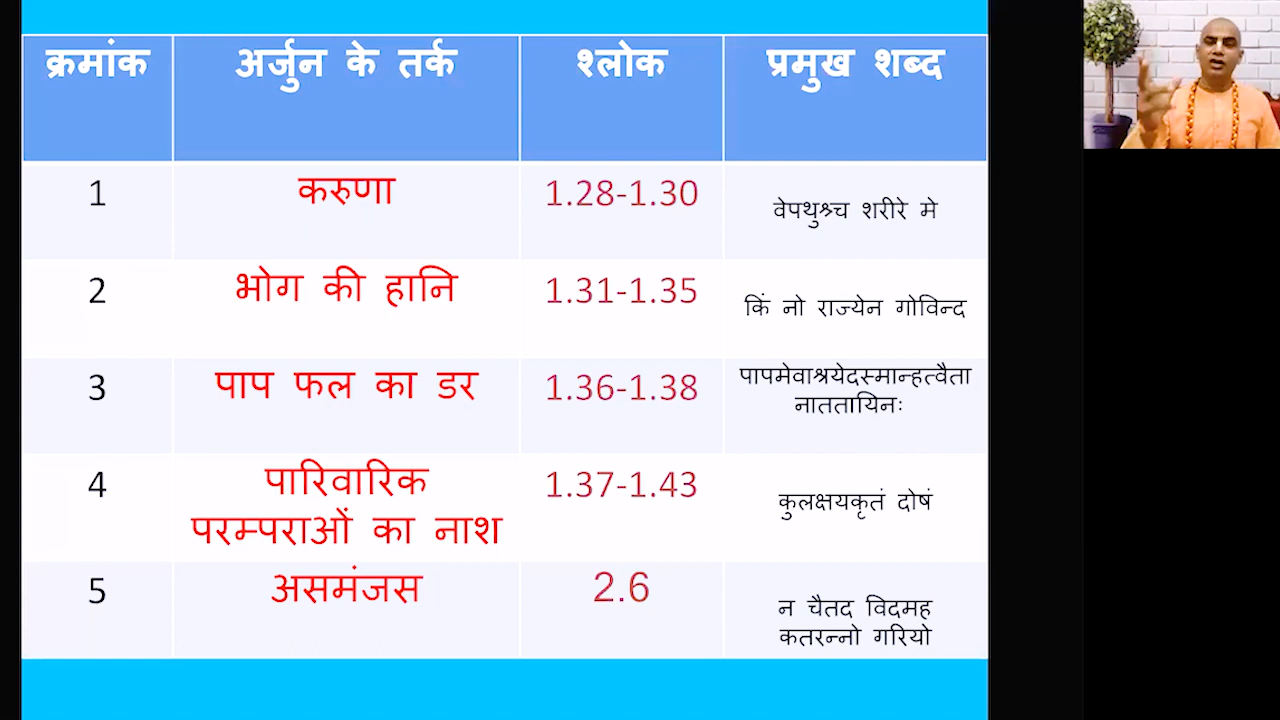 क्रमांक अर्जुन के तर्क श्लोक प्रमुख शब्द
1 करुणा 1.28-1.30 वेपथुश्र्च शरीरे मे
2 भोग की हानि 1.31-1.35 किं नो राज्येन गोविन्द
3 पाप फल का डर 1.36-1.38 पापमेवाश्रयेदस्मान्हत्वैता
नाततायिनः
4 पारिवारिक 1.37-1.43 कुलक्षयकृतं दोषं
परम्पराओं का नाश
5 असमंजस 2.6 न चैतद विदमह
कतरन्नो गरियो